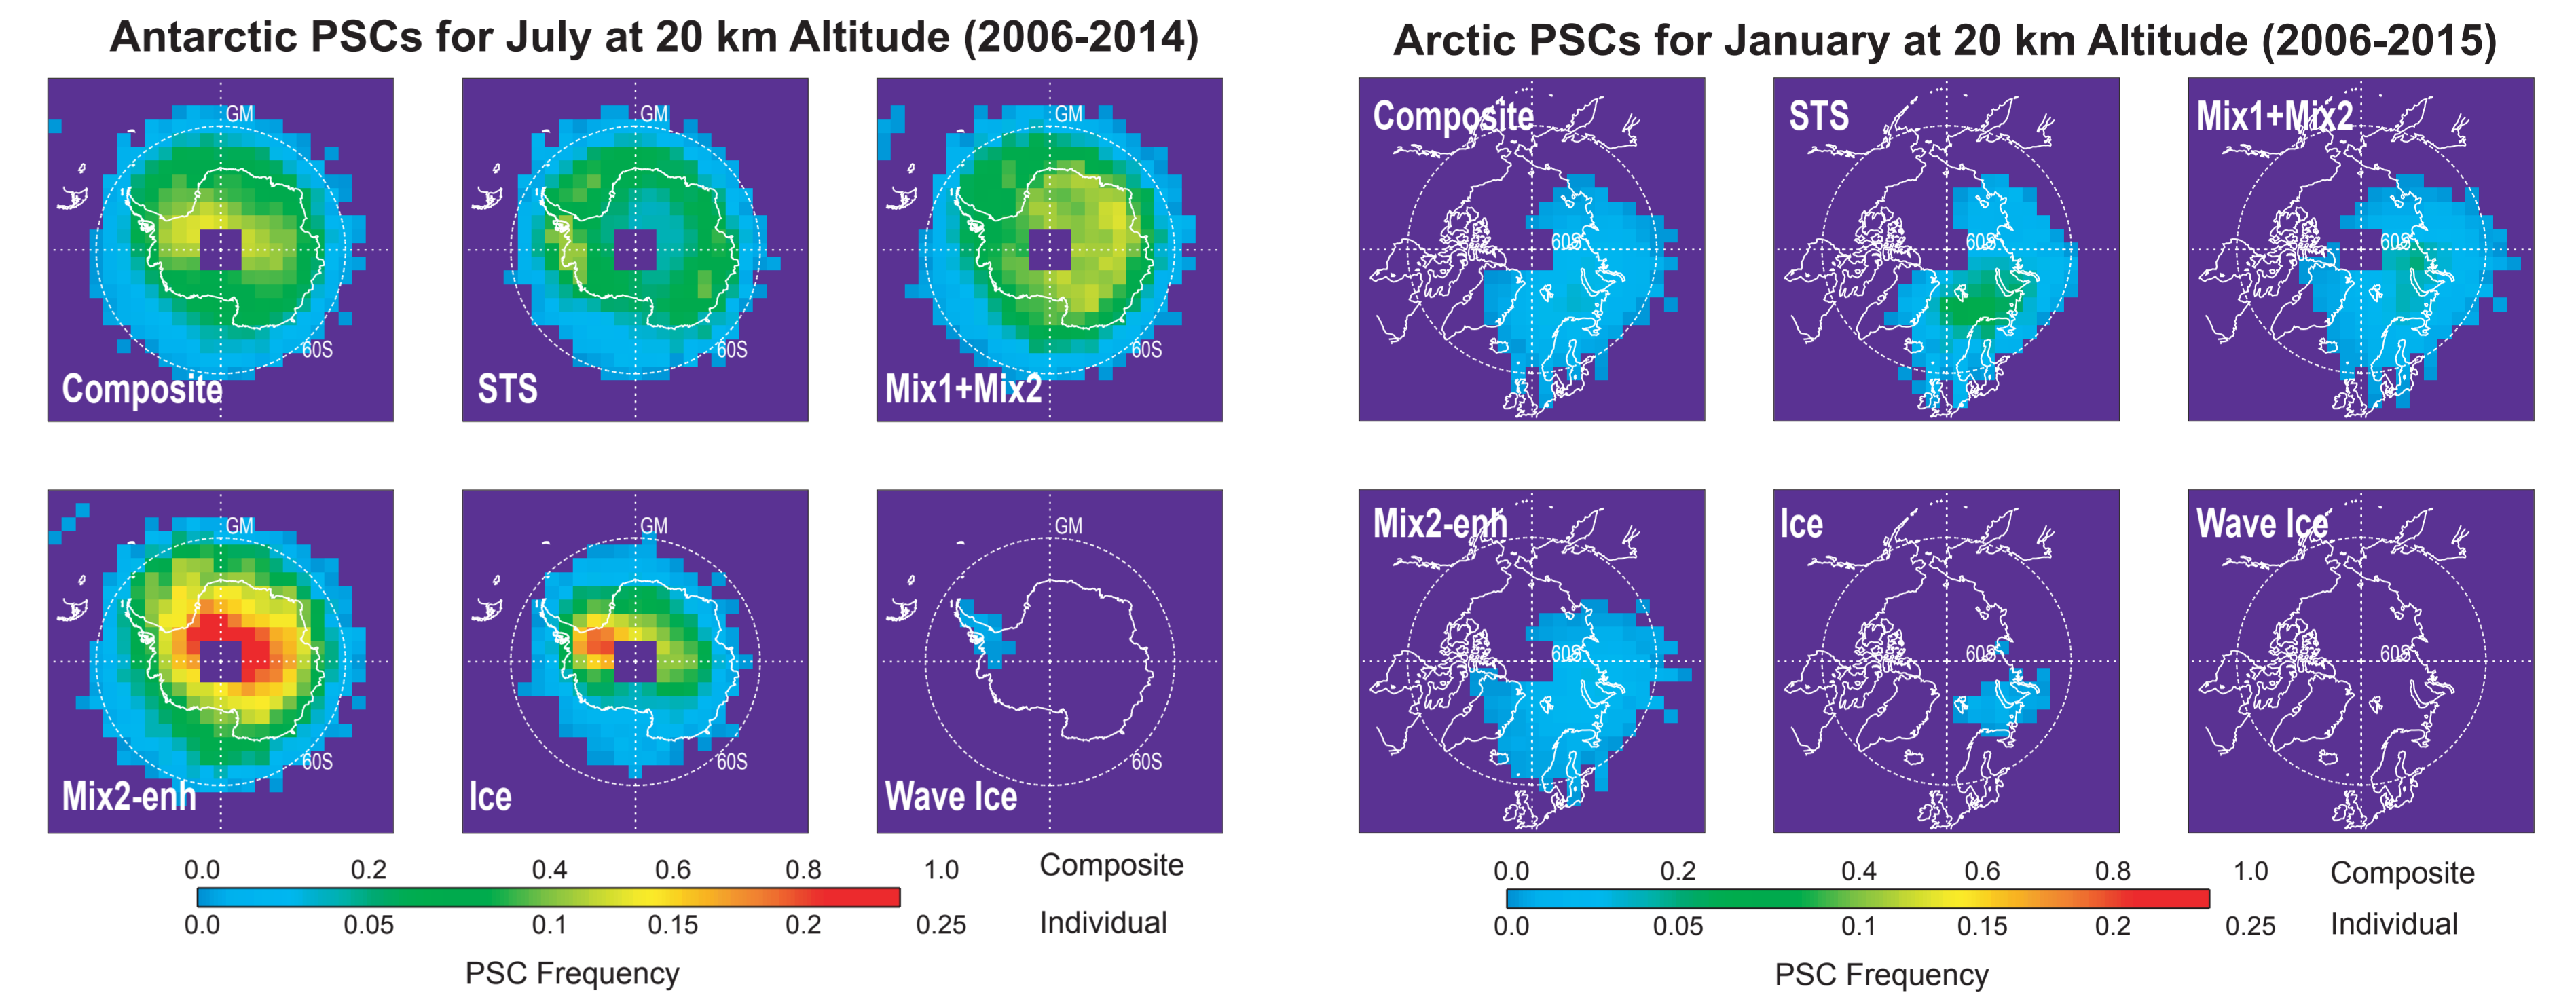 Antarctic PSCs for July at 20 km Altitude (2006-2014)
Arctic PSCs for January at 20 km Altitude (2006-2015)
GM
60S
Composite
GM
60S
STS
GM
60S
Mix1+Mix2
Composite
60S
STS
60S
Mix1+Mix2
60S
GM
60S
Mix2-enh
GM
60S
Ice
GM
60S
Wave Ice
Mix2-enh
60S
Ice
60S
Wave Ice
60S
0.0 0.2 0.4 0.6 0.8 1.0 Composite
0.0 0.05 0.1 0.15 0.2 0.25 Individual
PSC Frequency
0.0 0.2 0.4 0.6 0.8 1.0 Composite
0.0 0.05 0.1 0.15 0.2 0.25 Individual
PSC Frequency